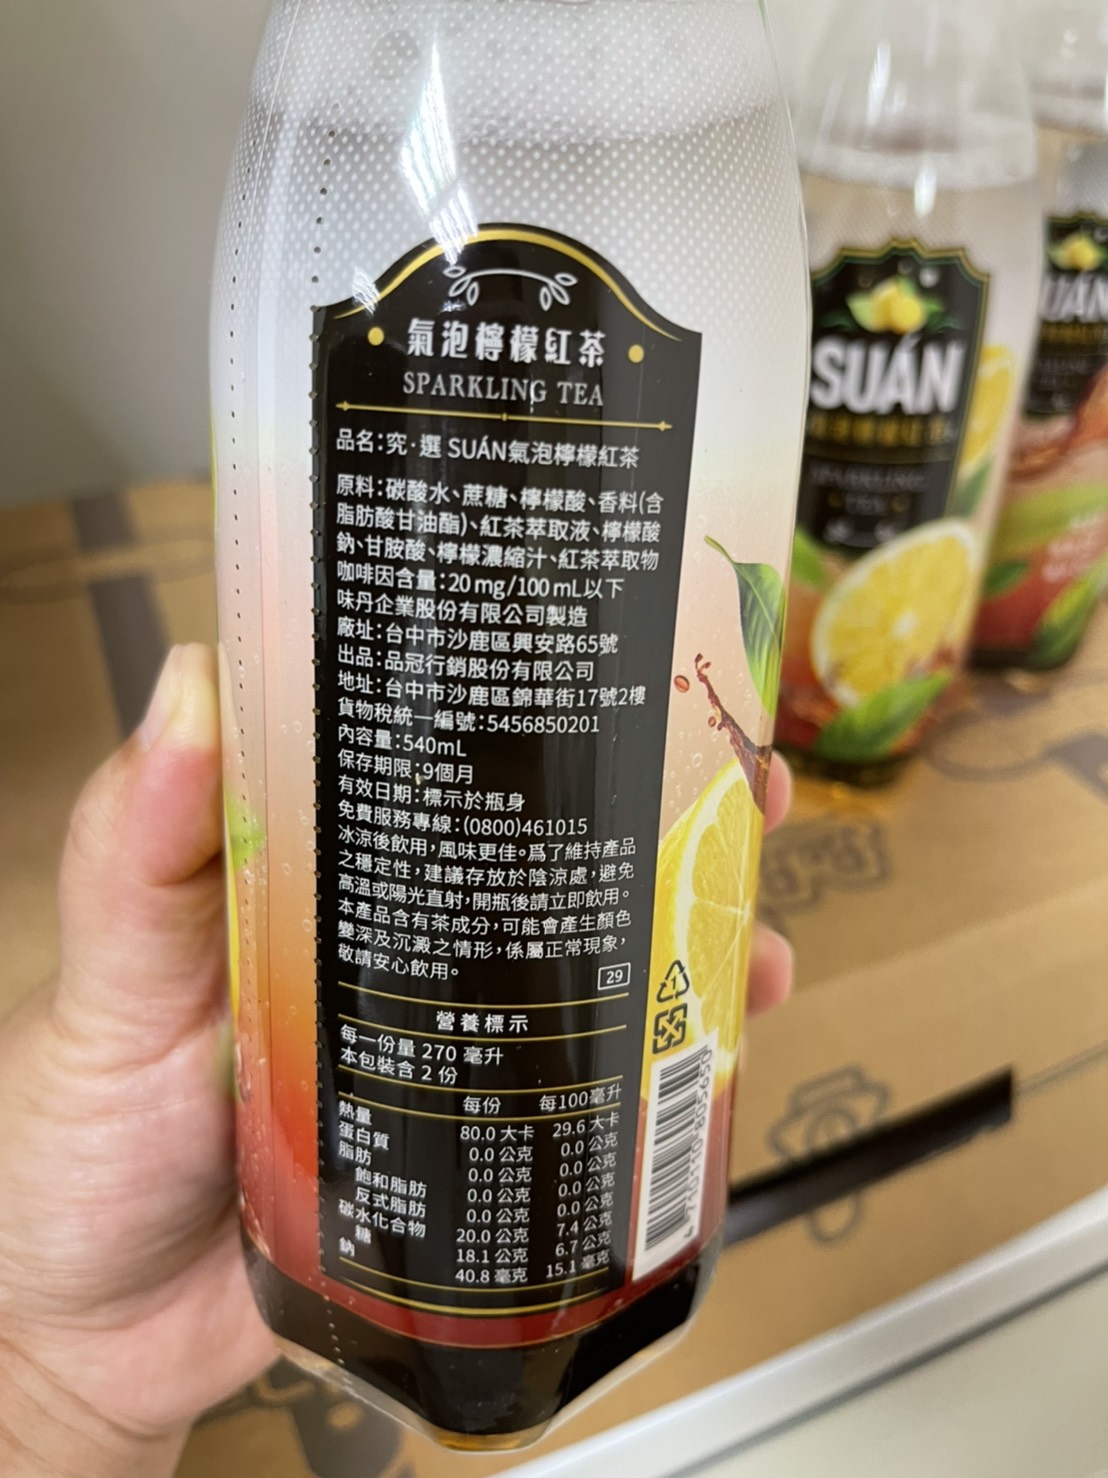 氣泡檸檬紅茶
SPARKLING TEA
品名:究·選 SUÁN氣泡檸檬紅茶
原料:碳酸水、蔗糖、檸檬酸、香料(含
脂肪酸甘油酯)、紅茶萃取液、檸檬酸
鈉、甘胺酸、檸檬濃縮汁、紅茶萃取物
咖啡因含量:20mg/100mL以下
味丹企業股份有限公司製造
廠址:台中市沙鹿區興安路65號
出品:品冠行銷股份有限公司
地址:台中市沙鹿區錦華街17號2樓
貨物稅統一編號:5456850201
內容量:540mL
保存期限:9個月
有效日期:標示於瓶身
免費服務專線:(0800)461015
冰涼後飲用,風味更佳。爲了維持產品
之穩定性,建議存放於陰涼處,避免
高溫或陽光直射,開瓶後請立即飲用。
本產品含有茶成分,可能會產生顏色
變深及沉澱之情形,係屬正常現象,
敬請安心飲用。
29
營養標示
每一份量 270 毫升
本包裝含 2 份
每份 每100毫升
熱量 80.0 大卡 29.6 大卡
蛋白質 0.0 公克 0.0 公克
脂肪 0.0 公克 0.0 公克
飽和脂肪 0.0 公克 0.0 公克
反式脂肪 0.0 公克 0.0 公克
碳水化合物 20.0 公克 7.4 公克
糖 18.1 公克 6.7 公克
鈉 40.8 毫克 15.1 毫克
1
4 710110 805650
SUÁN
SPARKLING
TEA